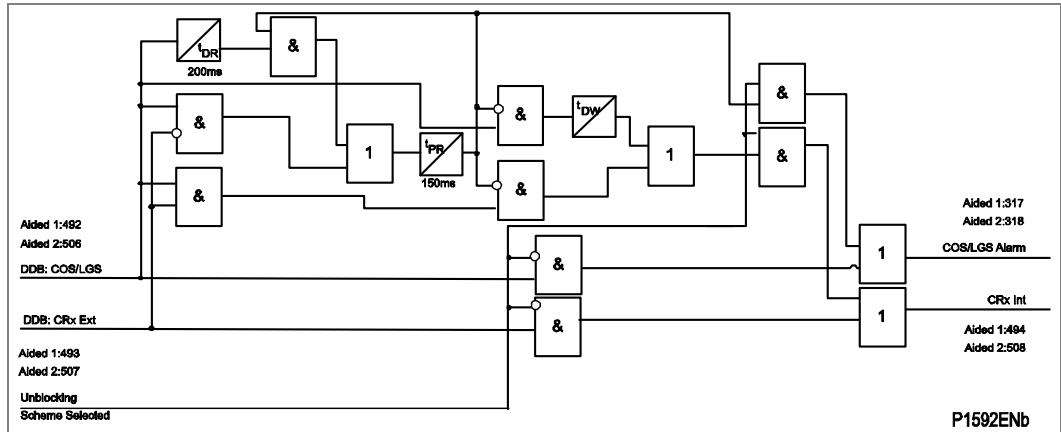 tDR
200ms
&
&
&
1
tPR
150ms
&
&
tDW
1
&
&
&
&
1
1
Aided 1:492
Aided 2:506
DDB: COS/LGS
DDB: CRx Ext
Aided 1:493
Aided 2:507
Unblocking
Scheme Selected
Aided 1:317
Aided 2:318
COS/LGS Alarm
CRx Int
Aided 1:494
Aided 2:508
P1592ENb